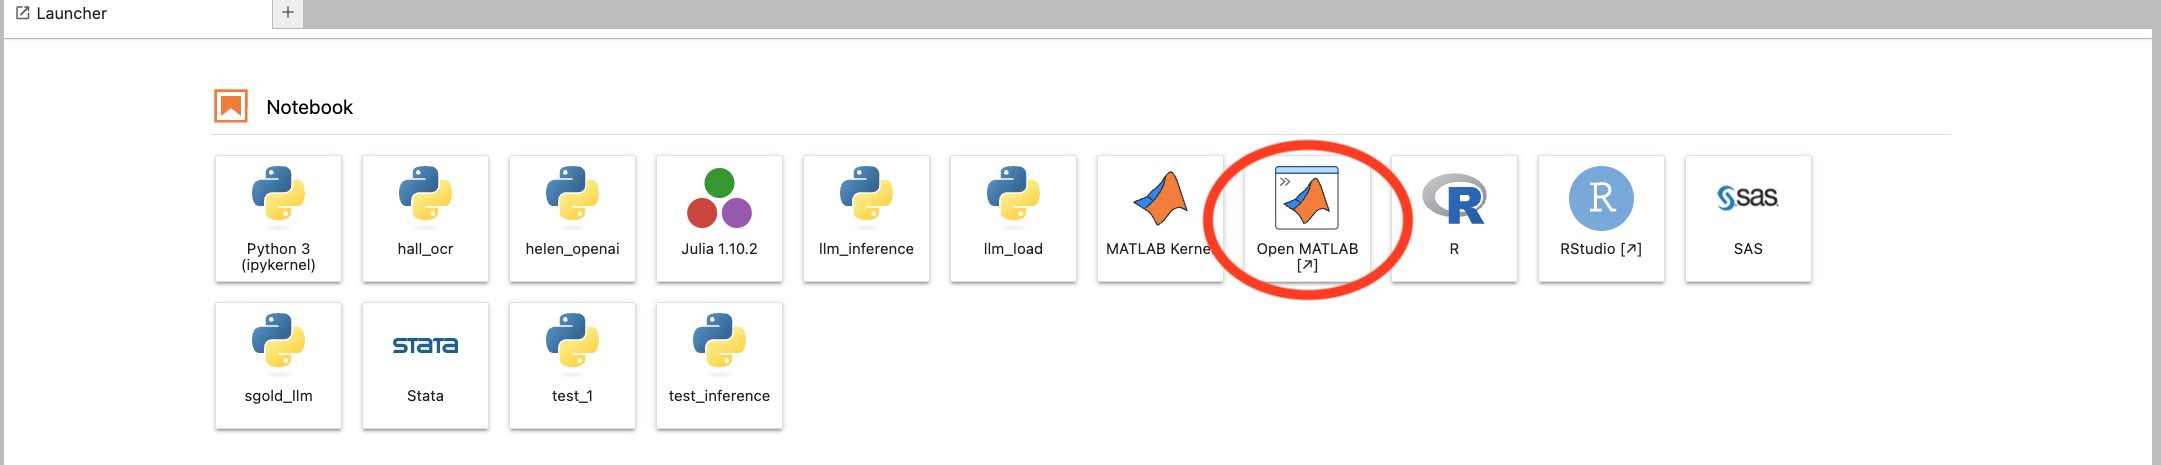 Launcher
+
Notebook
Python 3
(ipykernel)
hall_ocr
helen_openai
Julia 1.10.2
llm_inference
llm_load
MATLAB Kerne
>>
Open MATLAB
[↗]
R
R
R
RStudio [↗]
sas
SAS
sgold_llm
stata
Stata
test_1
test_inference